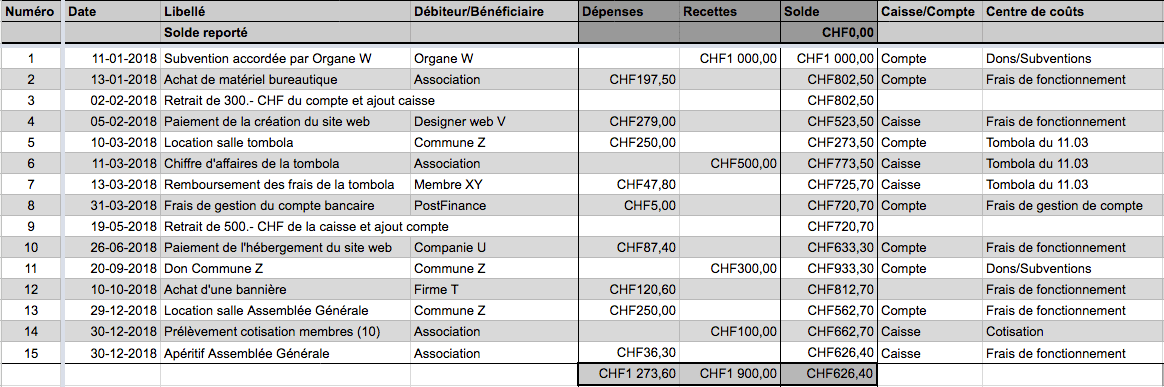 Numéro Date Libellé Débiteur/Bénéficiaire Dépenses Recettes Solde Caisse/Compte Centre de coûts
Solde reporté CHF0,00
1 11-01-2018 Subvention accordée par Organe W Organe W CHF1 000,00 CHF1 000,00 Compte Dons/Subventions
2 13-01-2018 Achat de matériel bureautique Association CHF197,50 CHF802,50 Compte Frais de fonctionnement
3 02-02-2018 Retrait de 300.- CHF du compte et ajout caisse CHF802,50
4 05-02-2018 Paiement de la création du site web Designer web V CHF279,00 CHF523,50 Caisse Frais de fonctionnement
5 10-03-2018 Location salle tombola Commune Z CHF250,00 CHF273,50 Compte Tombola du 11.03
6 11-03-2018 Chiffre d'affaires de la tombola Association CHF500,00 CHF773,50 Caisse Tombola du 11.03
7 13-03-2018 Remboursement des frais de la tombola Membre XY CHF47,80 CHF725,70 Caisse Tombola du 11.03
8 31-03-2018 Frais de gestion du compte bancaire PostFinance CHF5,00 CHF720,70 Compte Frais de gestion de compte
9 19-05-2018 Retrait de 500.- CHF de la caisse et ajout compte CHF720,70
10 26-06-2018 Paiement de l'hébergement du site web Companie U CHF87,40 CHF633,30 Compte Frais de fonctionnement
11 20-09-2018 Don Commune Z Commune Z CHF300,00 CHF933,30 Compte Dons/Subventions
12 10-10-2018 Achat d'une bannière Firme T CHF120,60 CHF812,70 Frais de fonctionnement
13 29-12-2018 Location salle Assemblée Générale Commune Z CHF250,00 CHF562,70 Compte Frais de fonctionnement
14 30-12-2018 Prélèvement cotisation membres (10) Association CHF100,00 CHF662,70 Caisse Cotisation
15 30-12-2018 Apéritif Assemblée Générale Association CHF36,30 CHF626,40 Caisse Frais de fonctionnement
CHF1 273,60 CHF1 900,00 CHF626,40